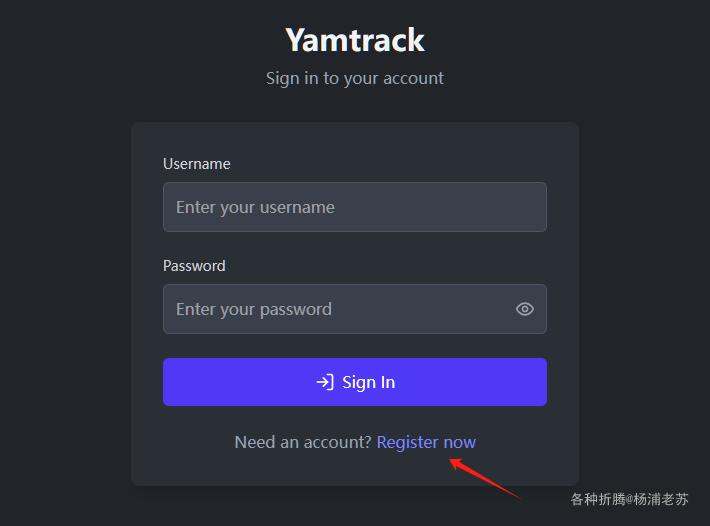 Yamtrack
Sign in to your account
Username
Enter your username
Password
Enter your password
Sign In
Need an account? Register now
各种折腾@杨浦老苏